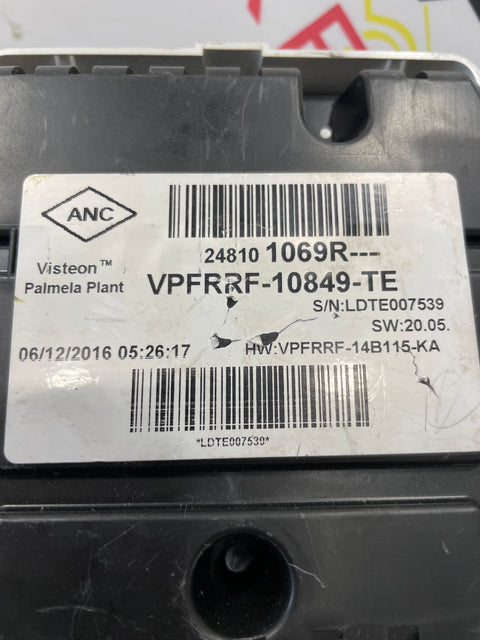 ANC
24810 1069R---
Visteon™
Palmela Plant
VPFRRF-10849-TE
S/N:LDTE007539
SW:20.05.
06/12/2016 05:26:17
HW:VPFRRF-14B115-KA
*LDTE007539*